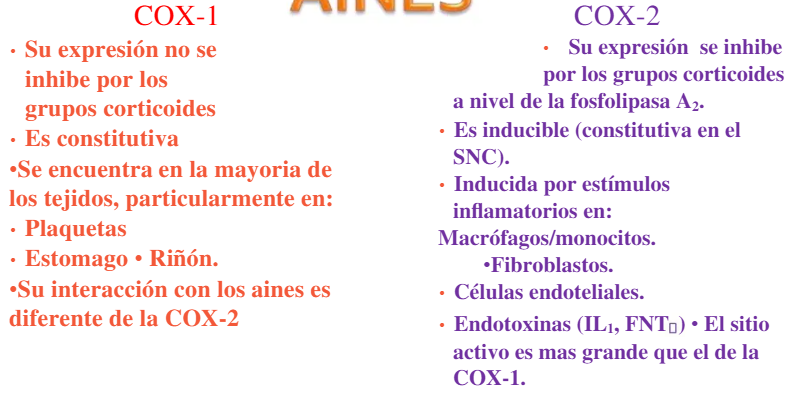 AINES
COX-1
• Su expresión no se
inhibe por los
grupos corticoides
• Es constitutiva
•Se encuentra en la mayoria de
los tejidos, particularmente en:
• Plaquetas
• Estomago • Riñón.
•Su interacción con los aines es
diferente de la COX-2
COX-2
• Su expresión se inhibe
por los grupos corticoides
a nivel de la fosfolipasa A₂.
• Es inducible (constitutiva en el
SNC).
• Inducida por estímulos
inflamatorios en:
Macrófagos/monocitos.
•Fibroblastos.
• Células endoteliales.
• Endotoxinas (IL₁, FNT▯) • El sitio
activo es mas grande que el de la
COX-1.